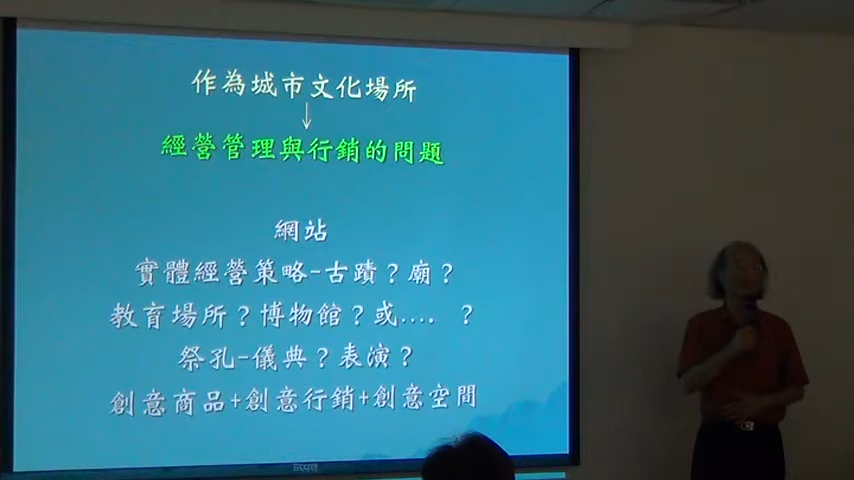 作為城市文化場所
↓
經營管理與行銷的問題
網站
實體經營策略-古蹟？廟？
教育場所？博物館？或....？
祭孔-儀典？表演？
創意商品+創意行銷+創意空間